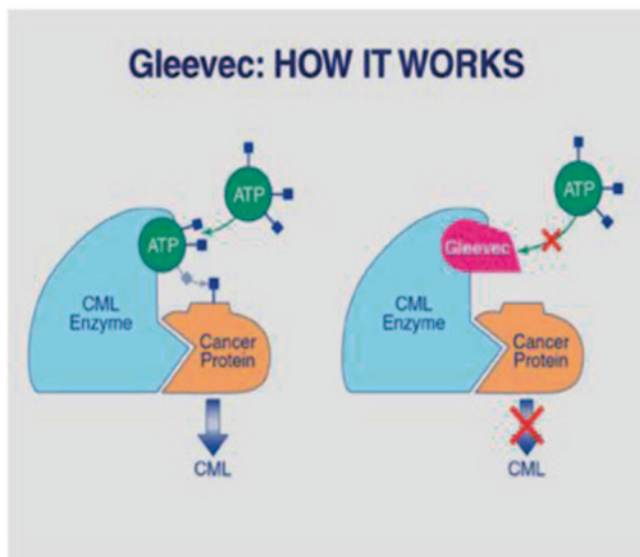 Gleevec: HOW IT WORKS
ATP
ATP
CML
Enzyme
Cancer
Protein
CML
ATP
Gleevec
CML
Enzyme
Cancer
Protein
CML